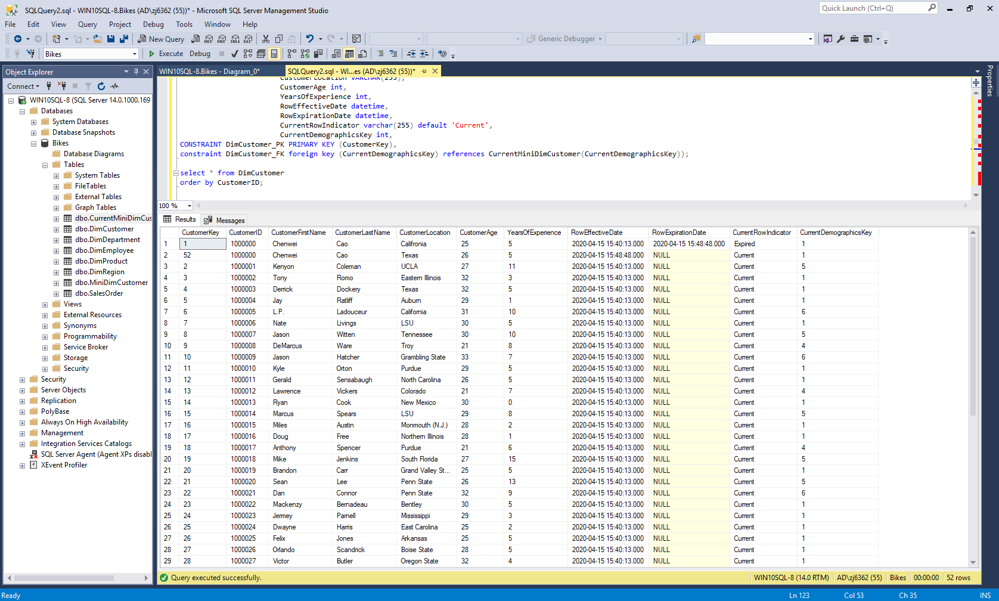 SQLQuery2.sql - WIN10SQL-8.Bikes (AD\zj6362 (55))* - Microsoft SQL Server Management Studio
Quick Launch (Ctrl+Q)
File Edit View Query Project Debug Tools Window Help
New Query MDX DMX XMLA DAX Generic Debugger
Bikes Execute Debug
Object Explorer
Connect
WIN10SQL-8 (SQL Server 14.0.1000.169
Databases
System Databases
Database Snapshots
Bikes
Database Diagrams
Tables
System Tables
FileTables
External Tables
Graph Tables
dbo.CurrentMiniDimCus
dbo.DimCustomer
dbo.DimDepartment
dbo.DimEmployee
dbo.DimProduct
dbo.DimRegion
dbo.MiniDimCustomer
dbo.SalesOrder
Views
External Resources
Synonyms
Programmability
Service Broker
Storage
Security
Security
Server Objects
Replication
PolyBase
Always On High Availability
Management
Integration Services Catalogs
SQL Server Agent (Agent XPs disabl
XEvent Profiler
WIN10SQL-8.Bikes - Diagram_0* SQLQuery2.sql - WI...es (AD\zj6362 (55))*
Properties
CustomerLocation VARCHAR(255),
CustomerAge int,
YearsOfExperience int,
RowEffectiveDate datetime,
RowExpirationDate datetime,
CurrentRowIndicator varchar(255) default 'Current',
CurrentDemographicsKey int,
CONSTRAINT DimCustomer_PK PRIMARY KEY (CustomerKey),
constraint DimCustomer_FK foreign key (CurrentDemographicsKey) references CurrentMiniDimCustomer(CurrentDemographicsKey));
select * from DimCustomer
order by CustomerID;
100 %
Results Messages
CustomerKey CustomerID CustomerFirstName CustomerLastName CustomerLocation CustomerAge YearsOfExperience RowEffectiveDate RowExpirationDate CurrentRowIndicator CurrentDemographicsKey
1 1 1000000 Chenwei Cao Califronia 25 5 2020-04-15 15:40:13.000 2020-04-15 15:48:48.000 Expired 1
2 52 1000000 Chenwei Cao Texas 26 5 2020-04-15 15:48:48.000 NULL Current 1
3 2 1000001 Kenyon Coleman UCLA 27 11 2020-04-15 15:40:13.000 NULL Current 5
4 3 1000002 Tony Romo Eastern Illinois 32 3 2020-04-15 15:40:13.000 NULL Current 1
5 4 1000003 Derrick Dockery Texas 32 5 2020-04-15 15:40:13.000 NULL Current 1
6 5 1000004 Jay Ratliff Auburn 29 1 2020-04-15 15:40:13.000 NULL Current 1
7 6 1000005 L.P. Ladouceur California 31 10 2020-04-15 15:40:13.000 NULL Current 6
8 7 1000006 Nate Livings LSU 30 5 2020-04-15 15:40:13.000 NULL Current 1
9 8 1000007 Jason Witten Tennessee 30 10 2020-04-15 15:40:13.000 NULL Current 5
10 9 1000008 DeMarcus Ware Troy 21 8 2020-04-15 15:40:13.000 NULL Current 4
11 10 1000009 Jason Hatcher Grambling State 33 7 2020-04-15 15:40:13.000 NULL Current 6
12 11 1000010 Kyle Orton Purdue 29 5 2020-04-15 15:40:13.000 NULL Current 1
13 12 1000011 Gerald Sensabaugh North Carolina 26 5 2020-04-15 15:40:13.000 NULL Current 1
14 13 1000012 Lawrence Vickers Colorado 21 7 2020-04-15 15:40:13.000 NULL Current 4
15 14 1000013 Ryan Cook New Mexico 30 0 2020-04-15 15:40:13.000 NULL Current 1
16 15 1000014 Marcus Spears LSU 29 8 2020-04-15 15:40:13.000 NULL Current 5
17 16 1000015 Miles Austin Monmouth (N.J.) 28 2 2020-04-15 15:40:13.000 NULL Current 1
18 17 1000016 Doug Free Northern Illinois 28 1 2020-04-15 15:40:13.000 NULL Current 1
19 18 1000017 Anthony Spencer Purdue 21 6 2020-04-15 15:40:13.000 NULL Current 4
20 19 1000018 Mike Jenkins South Florida 27 15 2020-04-15 15:40:13.000 NULL Current 5
21 20 1000019 Brandon Carr Grand Valley St... 25 5 2020-04-15 15:40:13.000 NULL Current 1
22 21 1000020 Sean Lee Penn State 26 13 2020-04-15 15:40:13.000 NULL Current 5
23 22 1000021 Dan Connor Penn State 32 9 2020-04-15 15:40:13.000 NULL Current 6
24 23 1000022 Mackenzy Bernadeau Bentley 30 5 2020-04-15 15:40:13.000 NULL Current 1
25 24 1000023 Jermey Parnell Mississippi 29 3 2020-04-15 15:40:13.000 NULL Current 1
26 25 1000024 Dwayne Harris East Carolina 25 2 2020-04-15 15:40:13.000 NULL Current 1
27 26 1000025 Felix Jones Arkansas 25 5 2020-04-15 15:40:13.000 NULL Current 1
28 27 1000026 Orlando Scandrick Boise State 28 5 2020-04-15 15:40:13.000 NULL Current 1
29 28 1000027 Victor Butler Oregon State 32 4 2020-04-15 15:40:13.000 NULL Current 1
Query executed successfully. WIN10SQL-8 (14.0 RTM) AD\zj6362 (55) Bikes 00:00:00 52 rows
Ready Ln 123 Col 53 Ch 35 INS